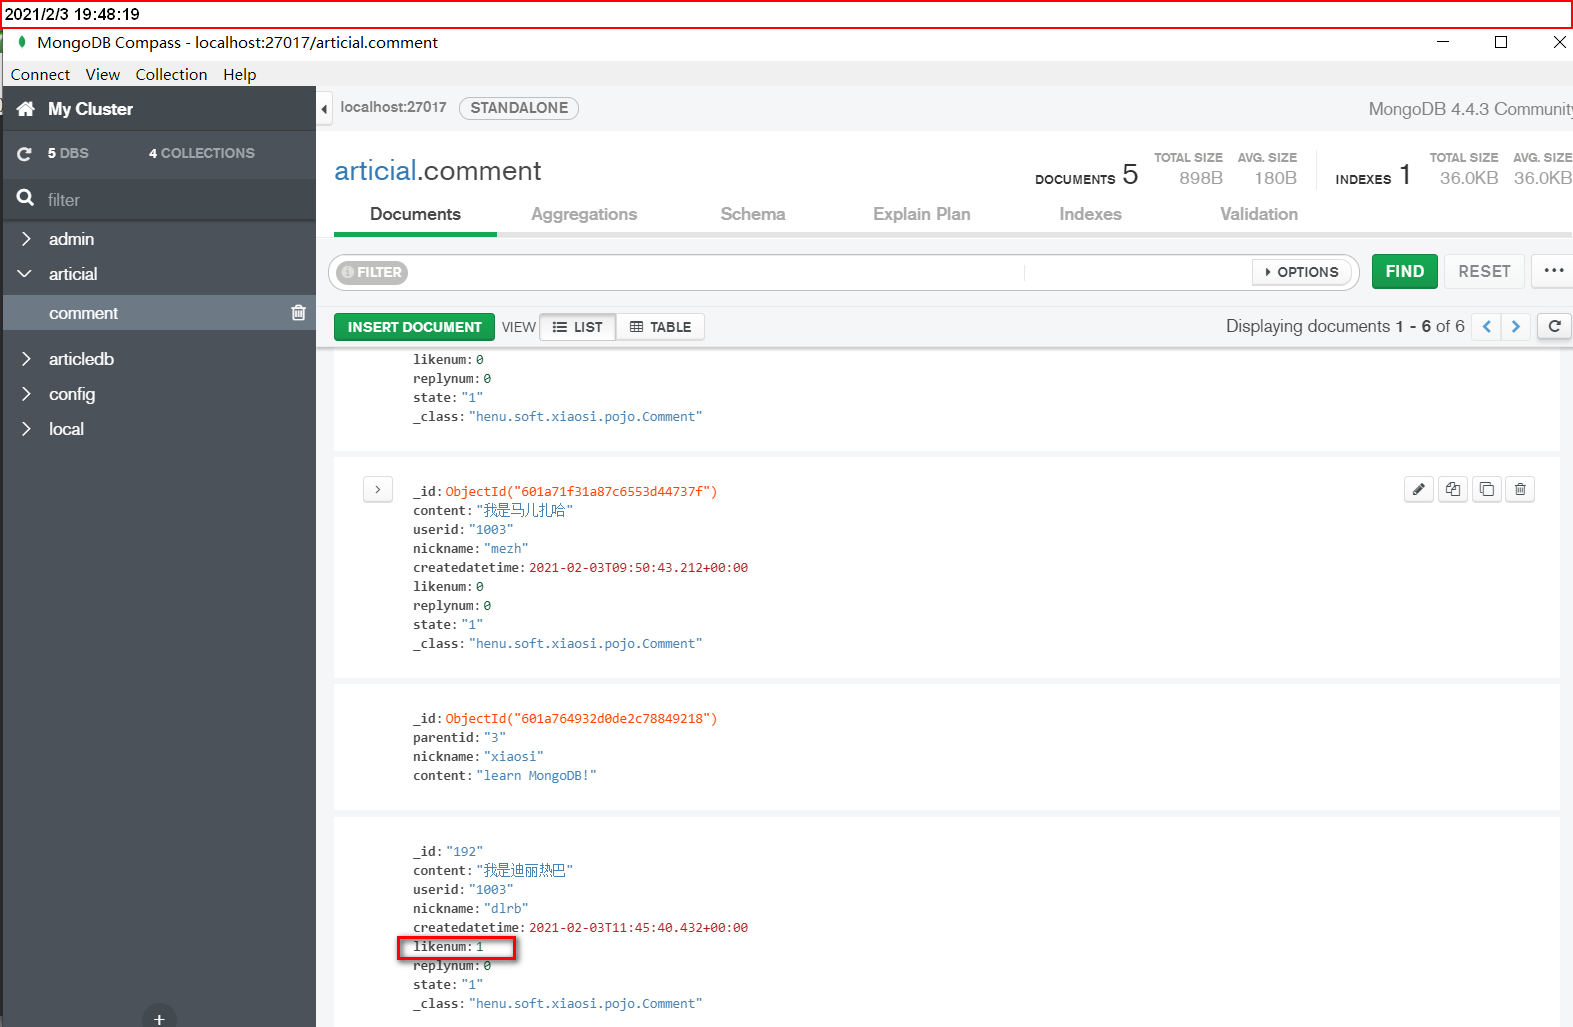 2021/2/3 19:48:19
MongoDB Compass - localhost:27017/articial.comment
Connect View Collection Help
My Cluster
5 DBS 4 COLLECTIONS
filter
admin
articial
comment
articledb
config
local
+
localhost:27017 STANDALONE MongoDB 4.4.3 Community
articial.comment
DOCUMENTS 5 TOTAL SIZE 898B AVG. SIZE 180B INDEXES 1 TOTAL SIZE 36.0KB AVG. SIZE 36.0KB
Documents Aggregations Schema Explain Plan Indexes Validation
FILTER OPTIONS FIND RESET ...
INSERT DOCUMENT VIEW LIST TABLE Displaying documents 1 - 6 of 6
likenum: 0
replynum: 0
state: "1"
_class: "henu.soft.xiaosi.pojo.Comment"
_id: ObjectId("601a71f31a87c6553d44737f")
content: "我是马儿扎哈"
userid: "1003"
nickname: "mezh"
createdatetime: 2021-02-03T09:50:43.212+00:00
likenum: 0
replynum: 0
state: "1"
_class: "henu.soft.xiaosi.pojo.Comment"
_id: ObjectId("601a764932d0de2c78849218")
parentid: "3"
nickname: "xiaosi"
content: "learn MongoDB!"
_id: "192"
content: "我是迪丽热巴"
userid: "1003"
nickname: "dlrb"
createdatetime: 2021-02-03T11:45:40.432+00:00
likenum: 1
replynum: 0
state: "1"
_class: "henu.soft.xiaosi.pojo.Comment"